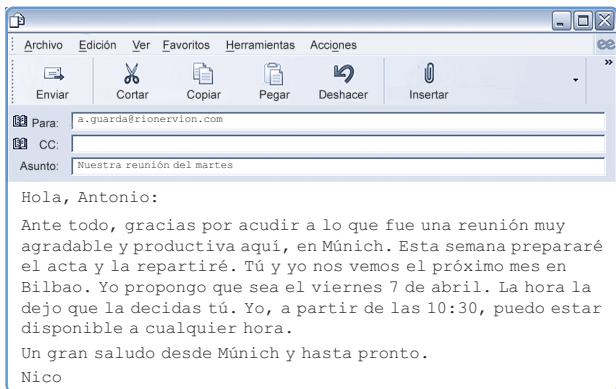 Archivo Edición Ver Favoritos Herramientas Acciones
Enviar Cortar Copiar Pegar Deshacer Insertar
Para: a.guarda@rionervion.com
CC:
Asunto: Nuestra reunión del martes
Hola, Antonio:
Ante todo, gracias por acudir a lo que fue una reunión muy
agradable y productiva aquí, en Múnich. Esta semana prepararé
el acta y la repartiré. Tú y yo nos vemos el próximo mes en
Bilbao. Yo propongo que sea el viernes 7 de abril. La hora la
dejo que la decidas tú. Yo, a partir de las 10:30, puedo estar
disponible a cualquier hora.
Un gran saludo desde Múnich y hasta pronto.
Nico